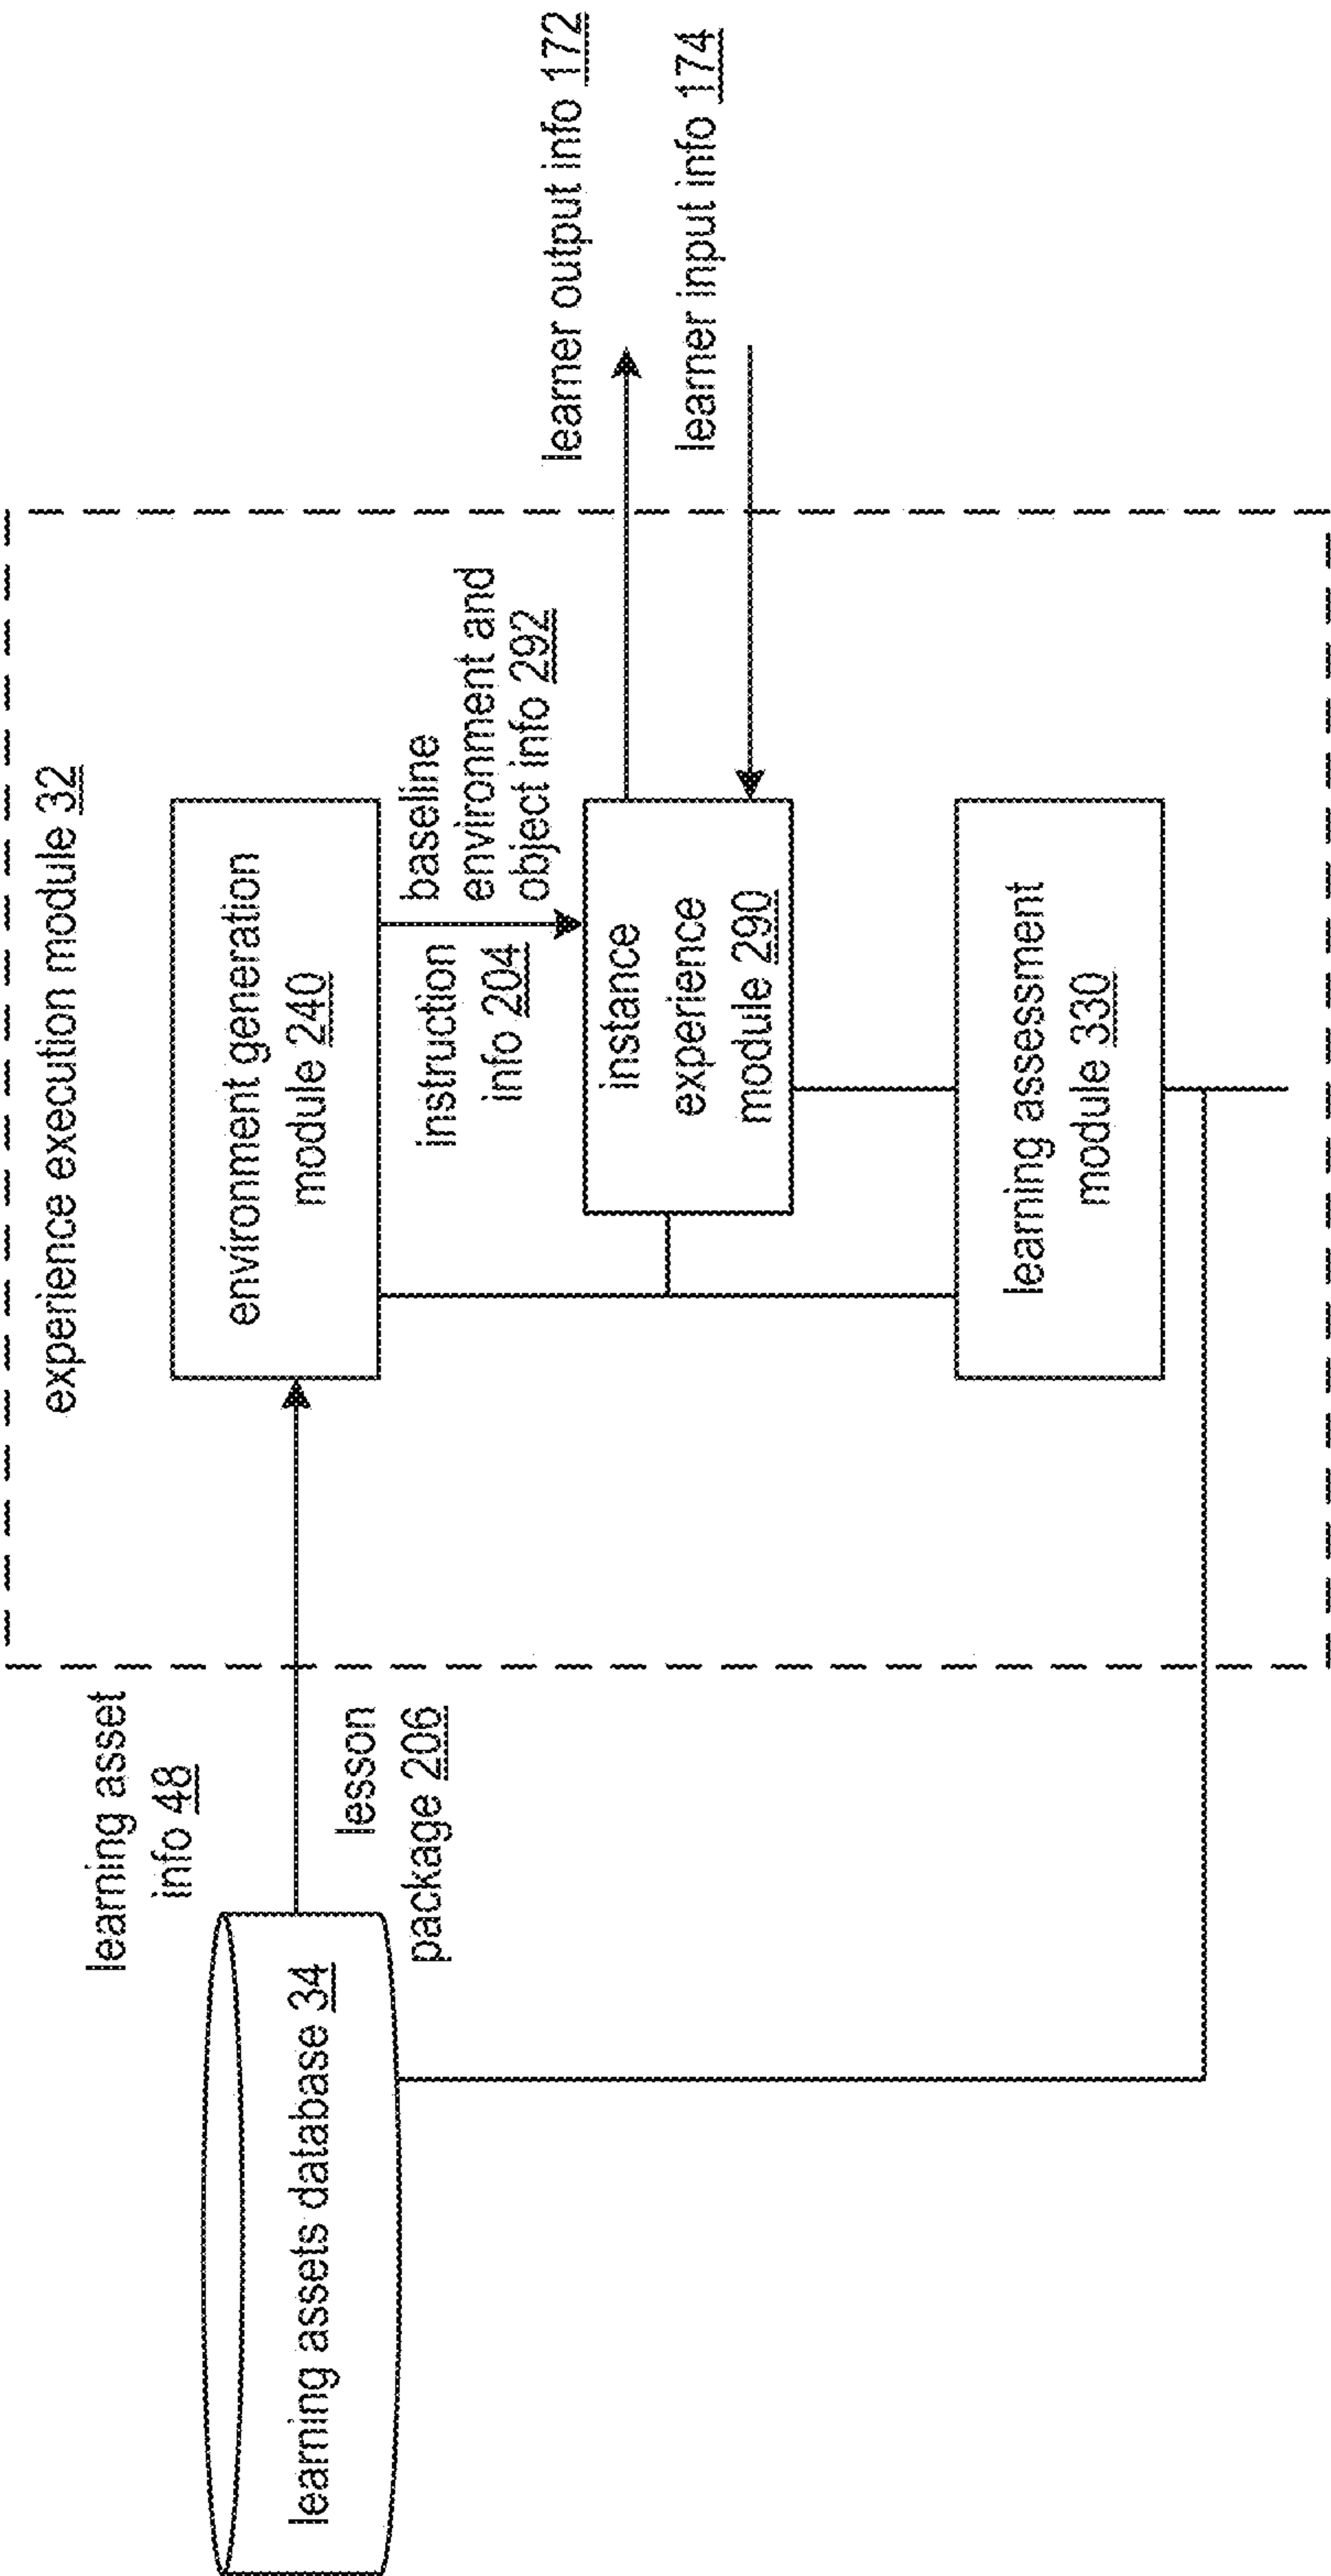 experience execution module 32
learning asset
info 48
learning assets database 34
lesson
package 206
environment generation
module 240
instruction
info 204
baseline
environment and
object info 292
instance
experience
module 290
learner output info 172
learner input info 174
learning assessment
module 330